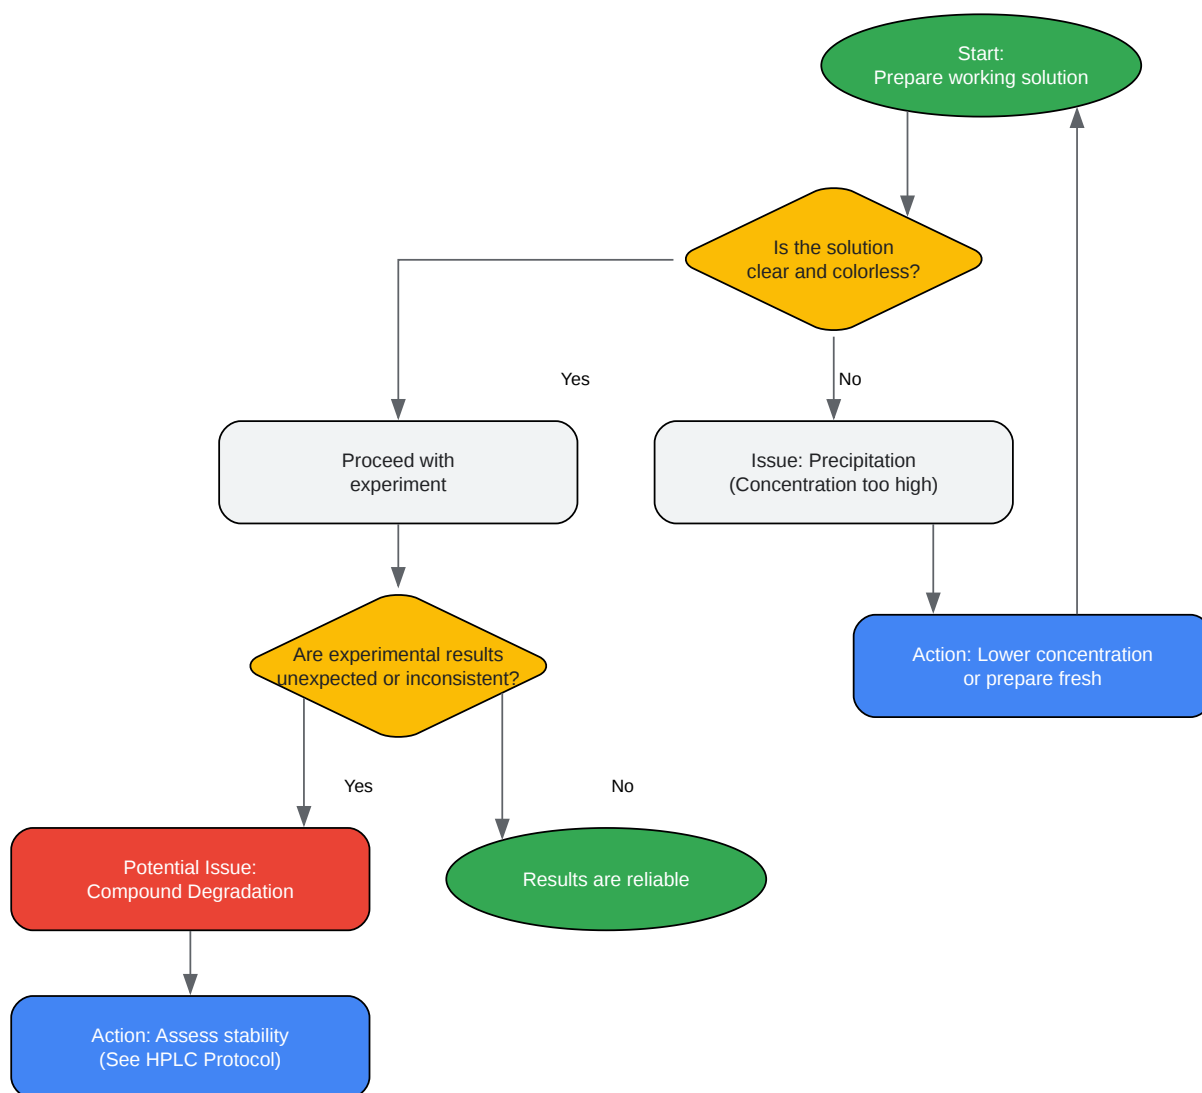 Start:
Prepare working solution
Is the solution
clear and colorless?
Yes
No
Proceed with
experiment
Issue: Precipitation
(Concentration too high)
Are experimental results
unexpected or inconsistent?
Action: Lower concentration
or prepare fresh
Yes
No
Potential Issue:
Compound Degradation
Results are reliable
Action: Assess stability
(See HPLC Protocol)